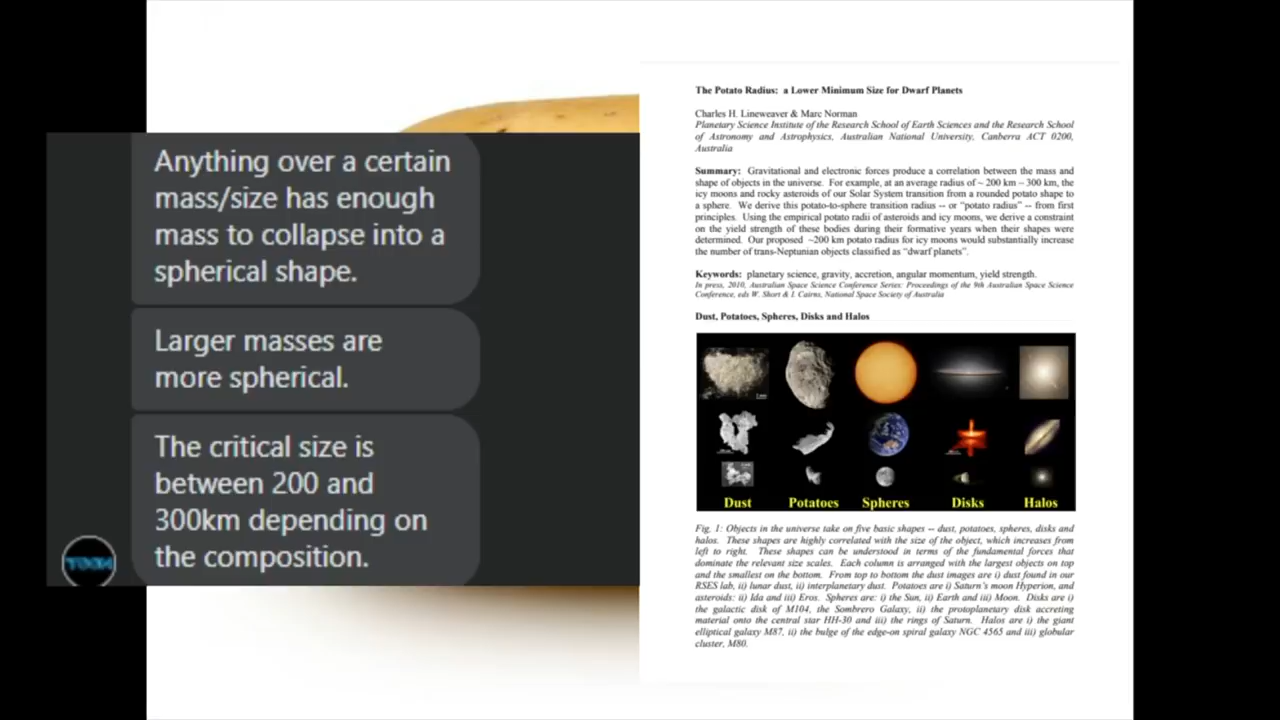 Anything over a certain
mass/size has enough
mass to collapse into a
spherical shape.
Larger masses are
more spherical.
The critical size is
between 200 and
300km depending on
the composition.
The Potato Radius: a Lower Minimum Size for Dwarf Planets
Charles H. Lineweaver & Marc Norman
Planetary Science Institute of the Research School of Earth Sciences and the Research School
of Astronomy and Astrophysics, Australian National University, Canberra ACT 0200,
Australia
Summary: Gravitational and electronic forces produce a correlation between the mass and
shape of objects in the universe. For example, at an average radius of ~ 200 km – 300 km, the
icy moons and rocky asteroids of our Solar System transition from a rounded potato shape to
a sphere. We derive this potato-to-sphere transition radius -- or "potato radius" -- from first
principles. Using the empirical potato radii of asteroids and icy moons, we derive a constraint
on the yield strength of these bodies during their formative years when their shapes were
determined. Our proposed ~200 km potato radius for icy moons would substantially increase
the number of trans-Neptunian objects classified as "dwarf planets".
Keywords: planetary science, gravity, accretion, angular momentum, yield strength.
In press, 2010, Australian Space Science Conference Series: Proceedings of the 9th Australian Space Science
Conference, eds W. Short & I. Cairns, National Space Society of Australia
Dust, Potatoes, Spheres, Disks and Halos
Dust Potatoes Spheres Disks Halos
Fig. 1: Objects in the universe take on five basic shapes -- dust, potatoes, spheres, disks and
halos. These shapes are highly correlated with the size of the object, which increases from
left to right. These shapes can be understood in terms of the fundamental forces that
dominate the relevant size scales. Each column is arranged with the largest objects on top
and the smallest on the bottom. From top to bottom the dust images are i) dust found in our
RSES lab, ii) lunar dust, ii) interplanetary dust. Potatoes are i) Saturn's moon Hyperion, and
asteroids: ii) Ida and iii) Eros. Spheres are: i) the Sun, ii) Earth and iii) Moon. Disks are i)
the galactic disk of M104, the Sombrero Galaxy, ii) the protoplanetary disk accreting
material onto the central star HH-30 and iii) the rings of Saturn. Halos are i) the giant
elliptical galaxy M87, ii) the bulge of the edge-on spiral galaxy NGC 4565 and iii) globular
cluster, M80.